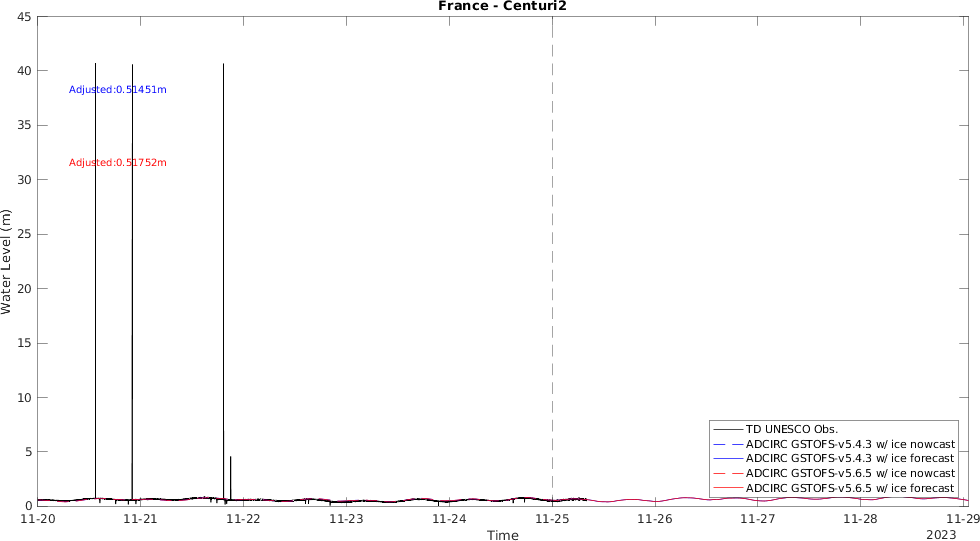 France - Centuri2
45
40
35
30
25
20
15
10
5
0
Water Level (m)
Adjusted:0.51451m
Adjusted:0.51752m
TD UNESCO Obs.
ADCIRC GSTOFS-v5.4.3 w/ ice nowcast
ADCIRC GSTOFS-v5.4.3 w/ ice forecast
ADCIRC GSTOFS-v5.6.5 w/ ice nowcast
ADCIRC GSTOFS-v5.6.5 w/ ice forecast
11-20 11-21 11-22 11-23 11-24 11-25 11-26 11-27 11-28 11-29
Time
2023